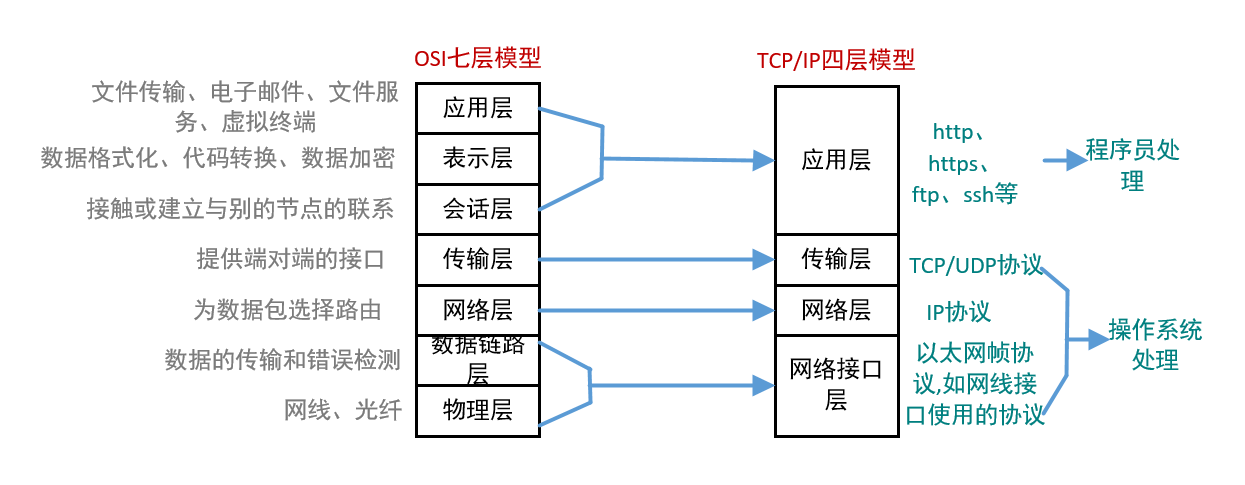 OSI七层模型
TCP/IP四层模型
文件传输、电子邮件、文件服
务、虚拟终端
应用层
数据格式化、代码转换、数据加密
表示层
接触或建立与别的节点的联系
会话层
应用层
http、
https、
ftp、ssh等
程序员处
理
提供端对端的接口
传输层
传输层
TCP/UDP协议
为数据包选择路由
网络层
网络层
IP协议
数据的传输和错误检测
数据链路
层
网线、光纤
物理层
网络接口
层
以太网帧协
议,如网线接
口使用的协议
操作系统
处理